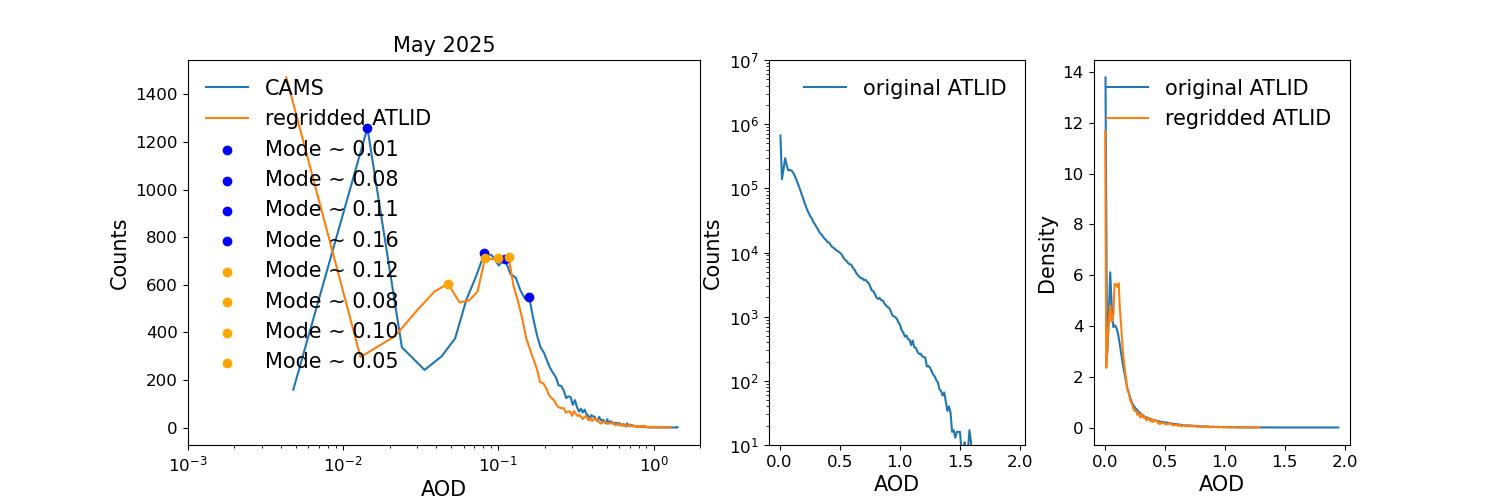 May 2025
CAMS
regridded ATLID
Mode ~ 0.01
Mode ~ 0.08
Mode ~ 0.11
Mode ~ 0.16
Mode ~ 0.12
Mode ~ 0.08
Mode ~ 0.10
Mode ~ 0.05
Counts
1400
1200
1000
800
600
400
200
0
10⁻³
10⁻²
10⁻¹
10⁰
AOD
original ATLID
Counts
10⁷
10⁶
10⁵
10⁴
10³
10²
10¹
0.0
0.5
1.0
1.5
2.0
AOD
original ATLID
regridded ATLID
Density
14
12
10
8
6
4
2
0
0.0
0.5
1.0
1.5
2.0
AOD